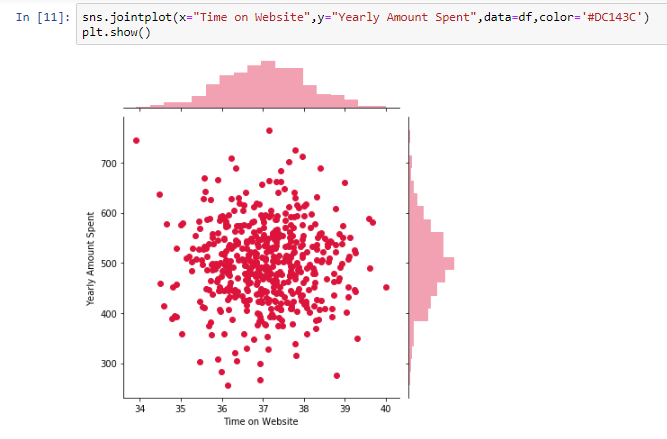 In [11]: sns.jointplot(x="Time on Website",y="Yearly Amount Spent",data=df,color='#DC143C')
plt.show()
700
600
500
400
300
Yearly Amount Spent
34 35 36 37 38 39 40
Time on Website